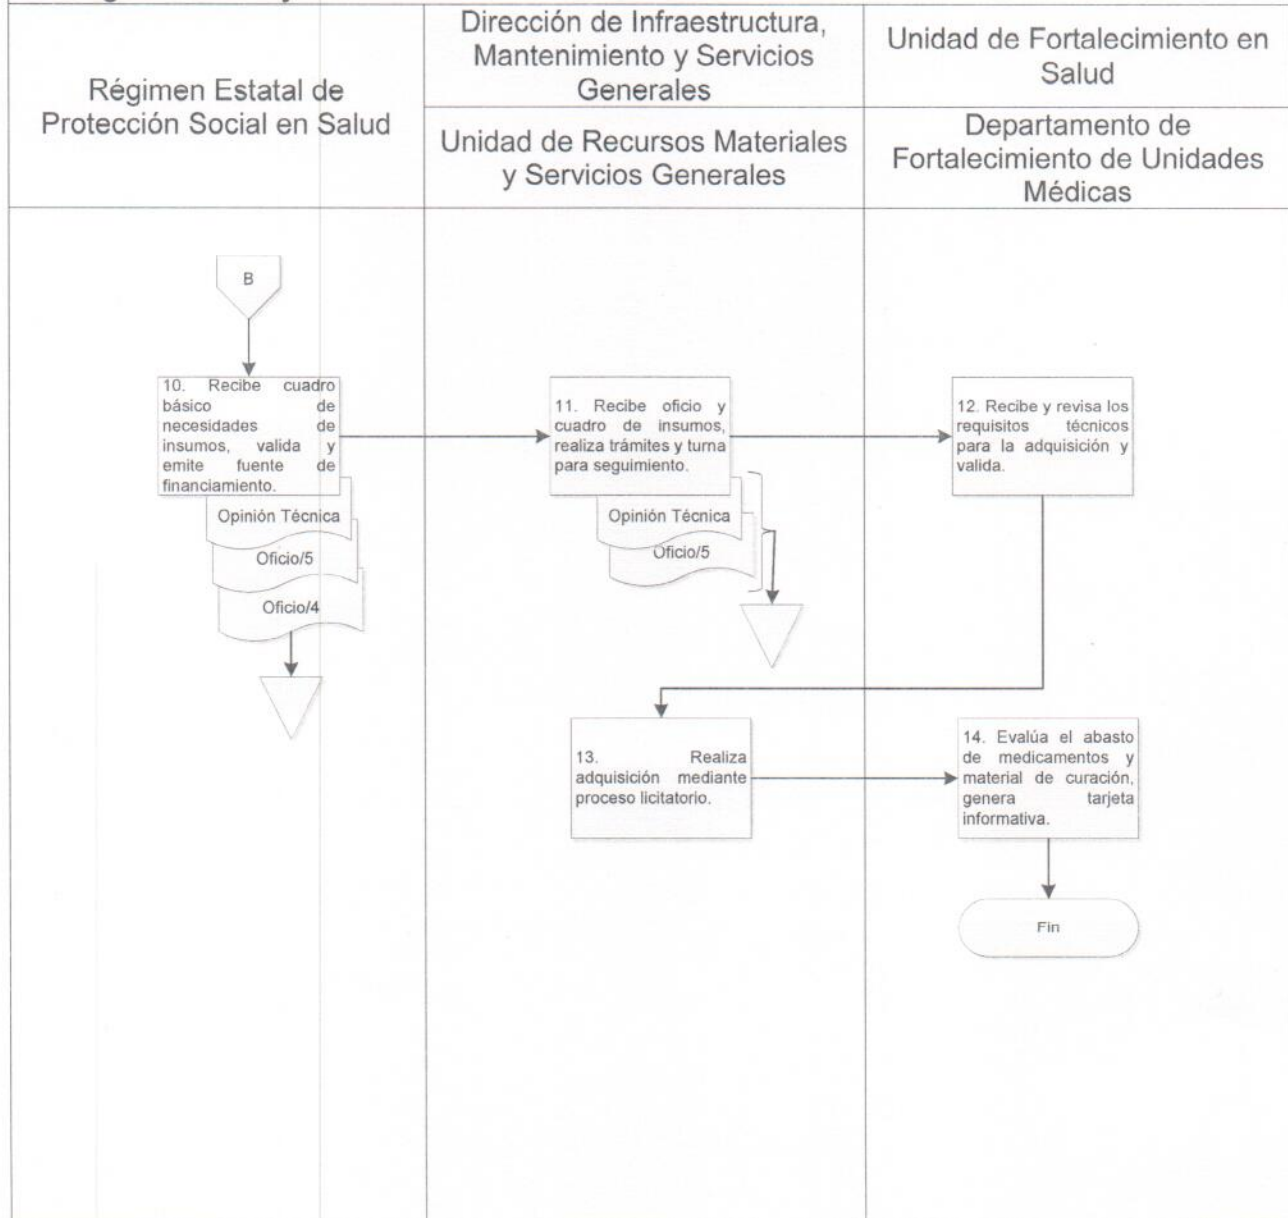 Régimen Estatal de
Protección Social en Salud
Dirección de Infraestructura,
Mantenimiento y Servicios
Generales
Unidad de Recursos Materiales
y Servicios Generales
Unidad de Fortalecimiento en
Salud
Departamento de
Fortalecimiento de Unidades
Médicas
B
10. Recibe cuadro
básico de
necesidades de
insumos, valida y
emite fuente de
financiamiento.
Opinión Técnica
Oficio/5
Oficio/4
11. Recibe oficio y
cuadro de insumos,
realiza trámites y turna
para seguimiento.
Opinión Técnica
Oficio/5
12. Recibe y revisa los
requisitos técnicos
para la adquisición y
valida.
13. Realiza
adquisición mediante
proceso licitatorio.
14. Evalúa el abasto
de medicamentos y
material de curación,
genera tarjeta
informativa.
Fin